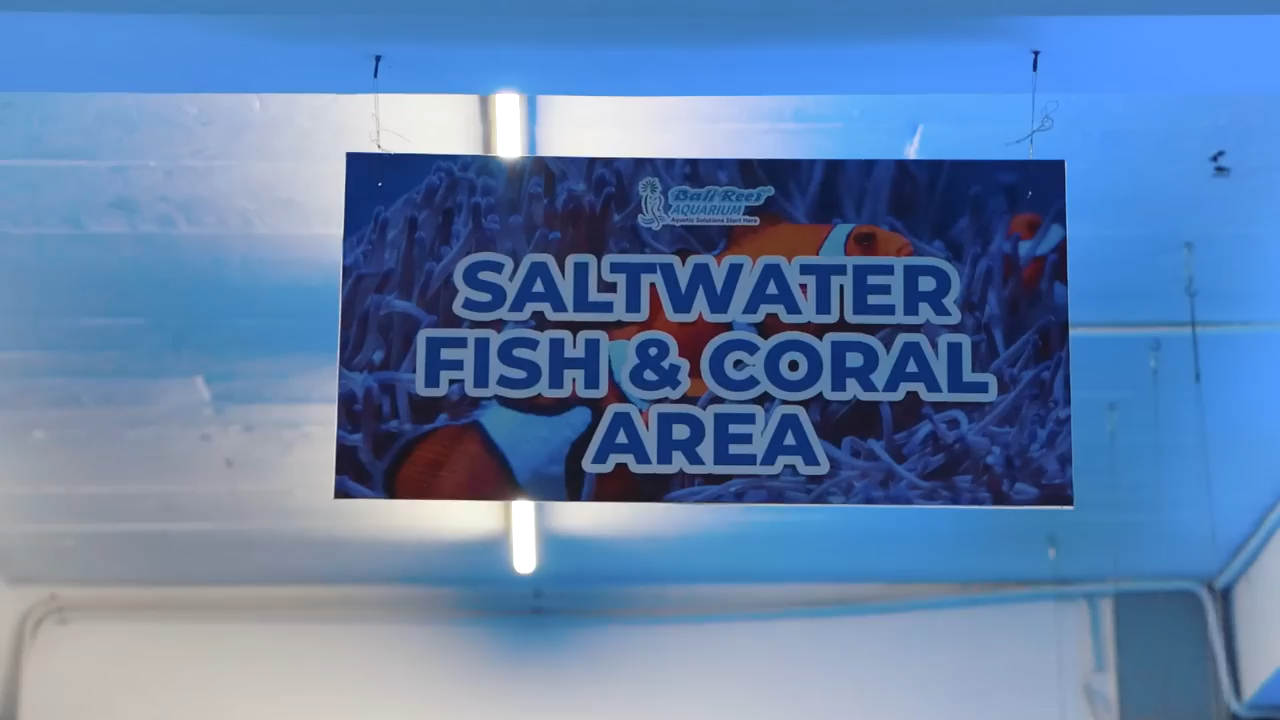 Bali Reef
AQUARIUM
Aquatic Solutions Start Here
SALTWATER
FISH & CORAL
AREA